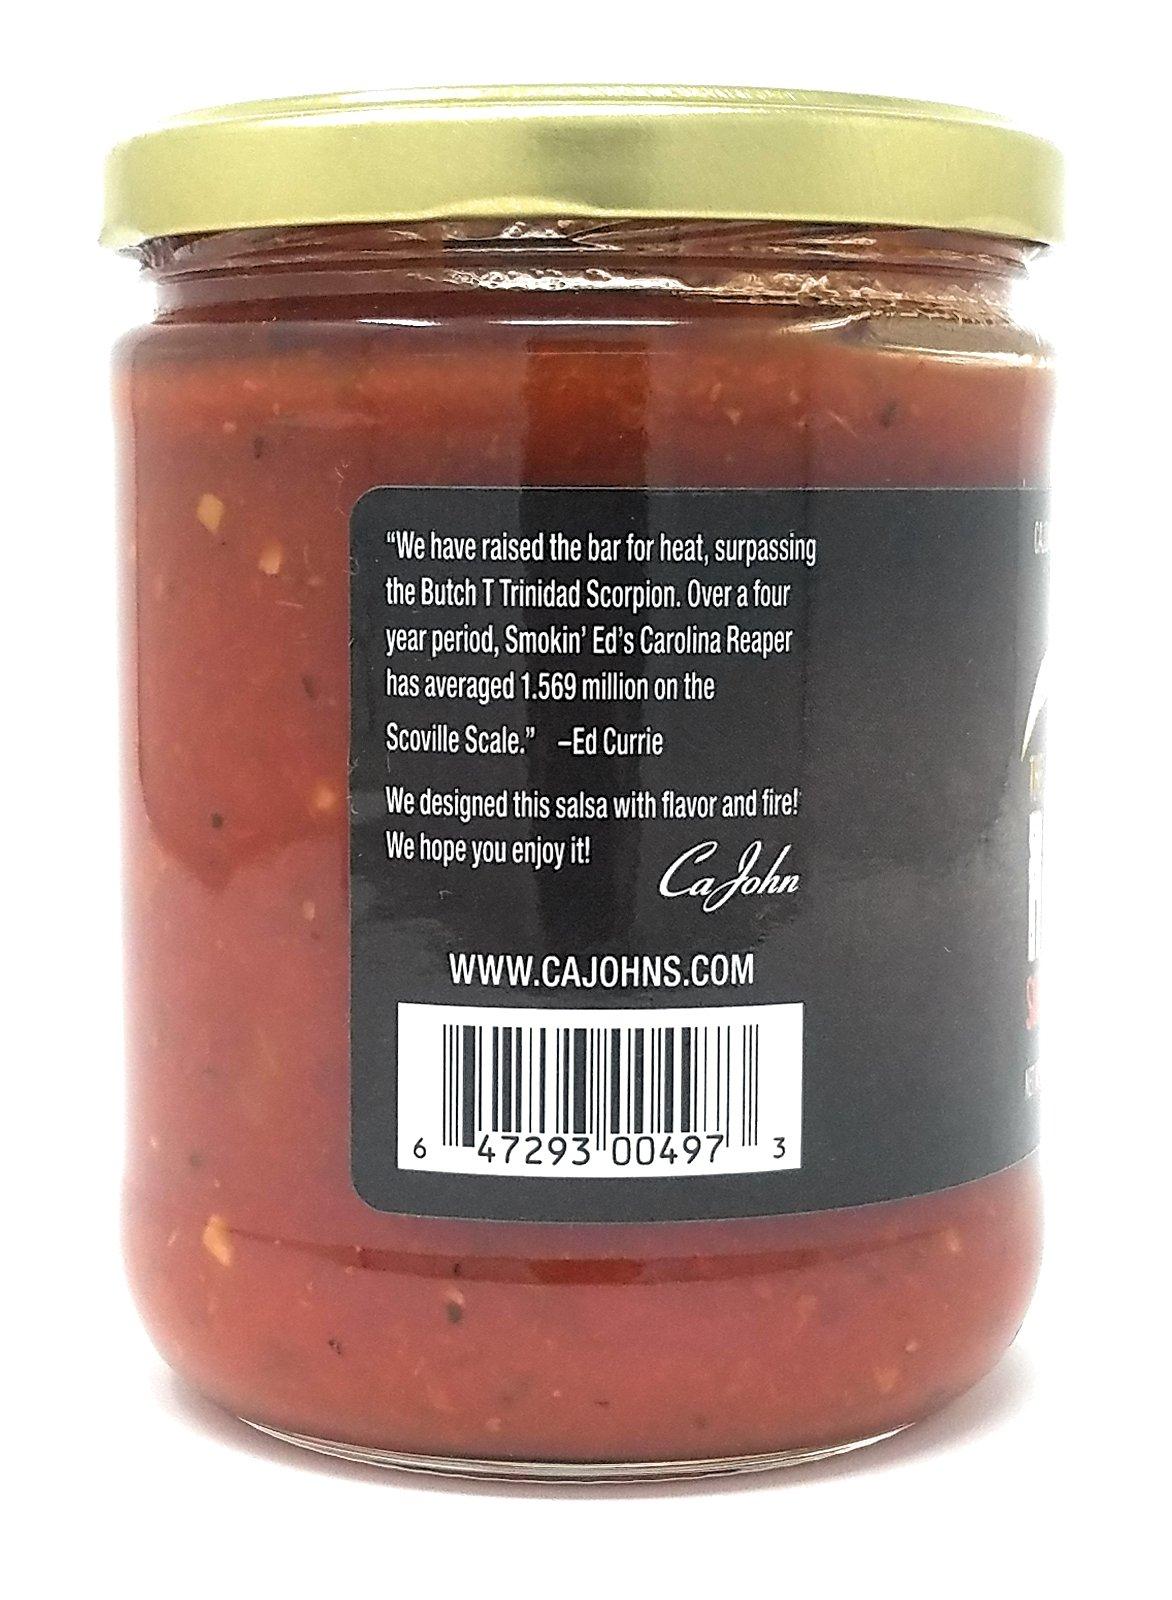 “We have raised the bar for heat, surpassing
the Butch T Trinidad Scorpion. Over a four
year period, Smokin’ Ed’s Carolina Reaper
has averaged 1.569 million on the
Scoville Scale.” –Ed Currie
We designed this salsa with flavor and fire!
We hope you enjoy it!
CaJohn
WWW.CAJOHNS.COM
6 47293 00497 3